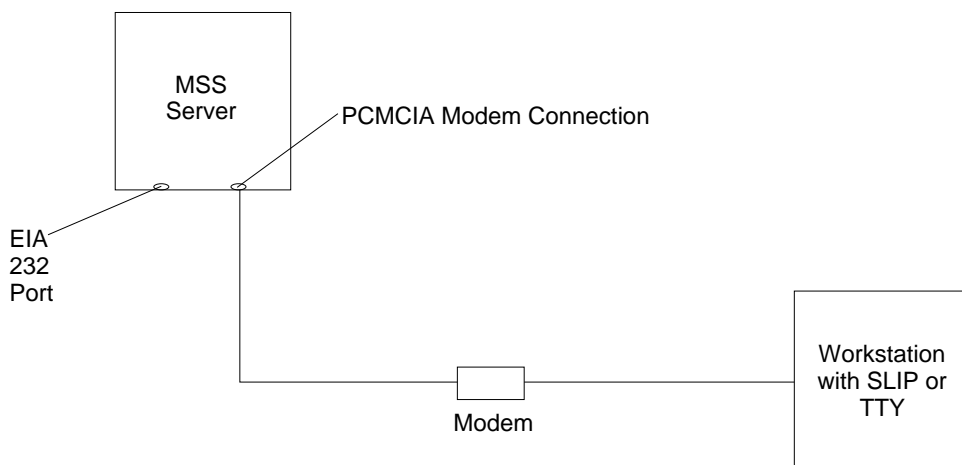 MSS
Server
PCMCIA Modem Connection
EIA
232
Port
Workstation
with SLIP or
TTY
Modem